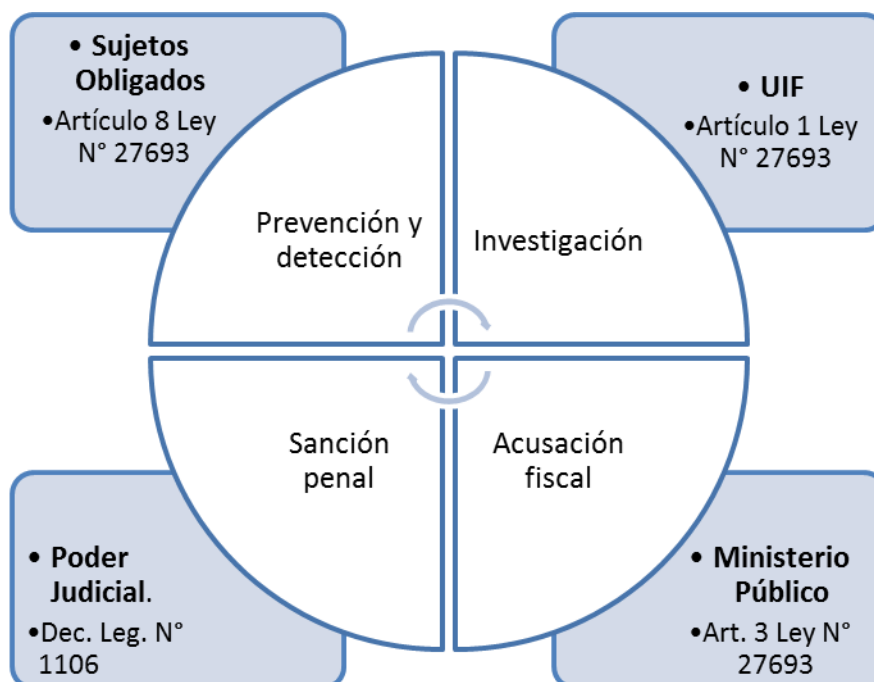 • Sujetos
Obligados
•Artículo 8 Ley
N° 27693
• UIF
•Artículo 1 Ley
N° 27693
Prevención y
detección
Investigación
Sanción
penal
Acusación
fiscal
• Poder
Judicial.
•Dec. Leg. N°
1106
• Ministerio
Público
•Art. 3 Ley N°
27693